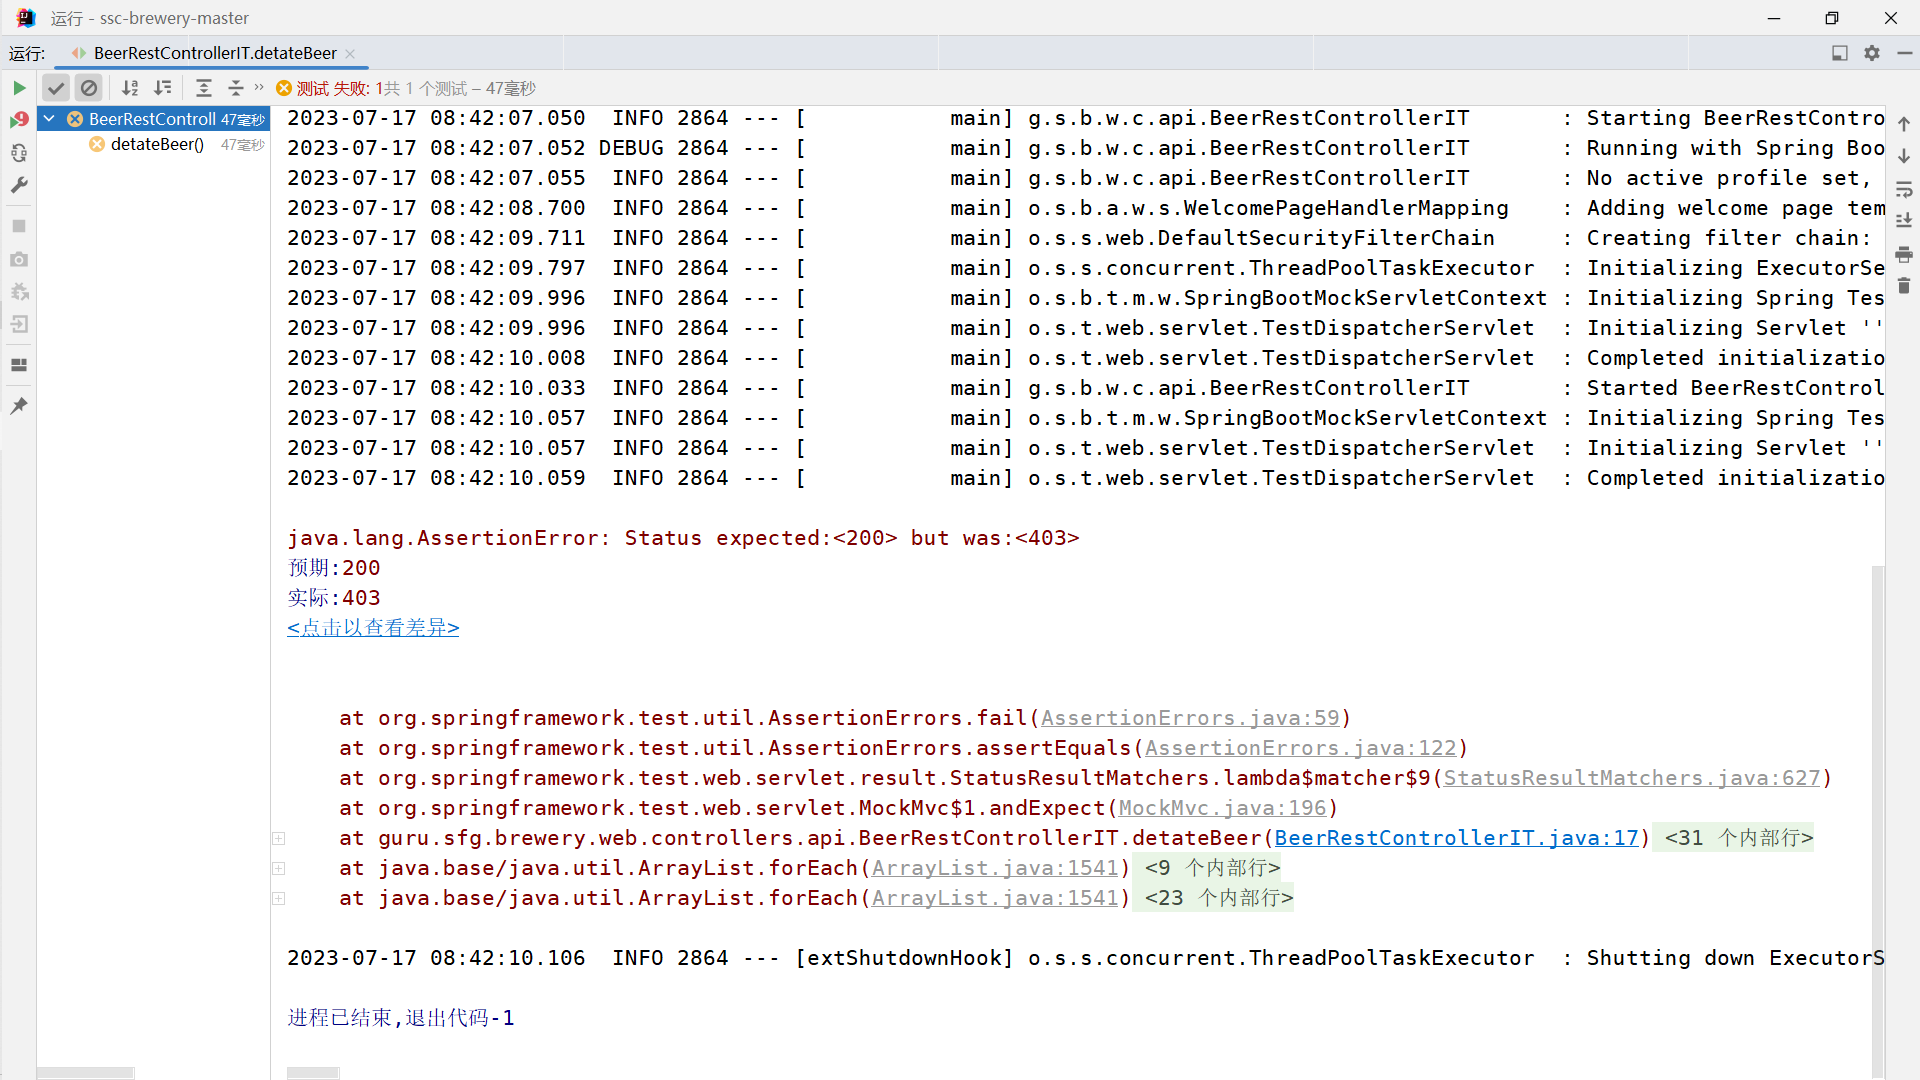 运行 - ssc-brewery-master
运行: BeerRestControllerIT.detateBeer
测试 失败: 1共 1 个测试 – 47毫秒
BeerRestControll 47毫秒
detateBeer() 47毫秒
2023-07-17 08:42:07.050  INFO 2864 --- [           main] g.s.b.w.c.api.BeerRestControllerIT       : Starting BeerRestContro
2023-07-17 08:42:07.052 DEBUG 2864 --- [           main] g.s.b.w.c.api.BeerRestControllerIT       : Running with Spring Boo
2023-07-17 08:42:07.055  INFO 2864 --- [           main] g.s.b.w.c.api.BeerRestControllerIT       : No active profile set,
2023-07-17 08:42:08.700  INFO 2864 --- [           main] o.s.b.a.w.s.WelcomePageHandlerMapping    : Adding welcome page tem
2023-07-17 08:42:09.711  INFO 2864 --- [           main] o.s.s.web.DefaultSecurityFilterChain     : Creating filter chain:
2023-07-17 08:42:09.797  INFO 2864 --- [           main] o.s.s.concurrent.ThreadPoolTaskExecutor  : Initializing ExecutorSe
2023-07-17 08:42:09.996  INFO 2864 --- [           main] o.s.b.t.m.w.SpringBootMockServletContext : Initializing Spring Tes
2023-07-17 08:42:09.996  INFO 2864 --- [           main] o.s.t.web.servlet.TestDispatcherServlet  : Initializing Servlet ''
2023-07-17 08:42:10.008  INFO 2864 --- [           main] o.s.t.web.servlet.TestDispatcherServlet  : Completed initializatio
2023-07-17 08:42:10.033  INFO 2864 --- [           main] g.s.b.w.c.api.BeerRestControllerIT       : Started BeerRestControl
2023-07-17 08:42:10.057  INFO 2864 --- [           main] o.s.b.t.m.w.SpringBootMockServletContext : Initializing Spring Tes
2023-07-17 08:42:10.057  INFO 2864 --- [           main] o.s.t.web.servlet.TestDispatcherServlet  : Initializing Servlet ''
2023-07-17 08:42:10.059  INFO 2864 --- [           main] o.s.t.web.servlet.TestDispatcherServlet  : Completed initializatio
java.lang.AssertionError: Status expected:<200> but was:<403>
预期:200
实际:403
<点击以查看差异>
at org.springframework.test.util.AssertionErrors.fail(AssertionErrors.java:59)
at org.springframework.test.util.AssertionErrors.assertEquals(AssertionErrors.java:122)
at org.springframework.test.web.servlet.result.StatusResultMatchers.lambda$matcher$9(StatusResultMatchers.java:627)
at org.springframework.test.web.servlet.MockMvc$1.andExpect(MockMvc.java:196)
at guru.sfg.brewery.web.controllers.api.BeerRestControllerIT.detateBeer(BeerRestControllerIT.java:17) <31 个内部行>
at java.base/java.util.ArrayList.forEach(ArrayList.java:1541) <9 个内部行>
at java.base/java.util.ArrayList.forEach(ArrayList.java:1541) <23 个内部行>
2023-07-17 08:42:10.106  INFO 2864 --- [extShutdownHook] o.s.s.concurrent.ThreadPoolTaskExecutor  : Shutting down ExecutorS
进程已结束,退出代码-1